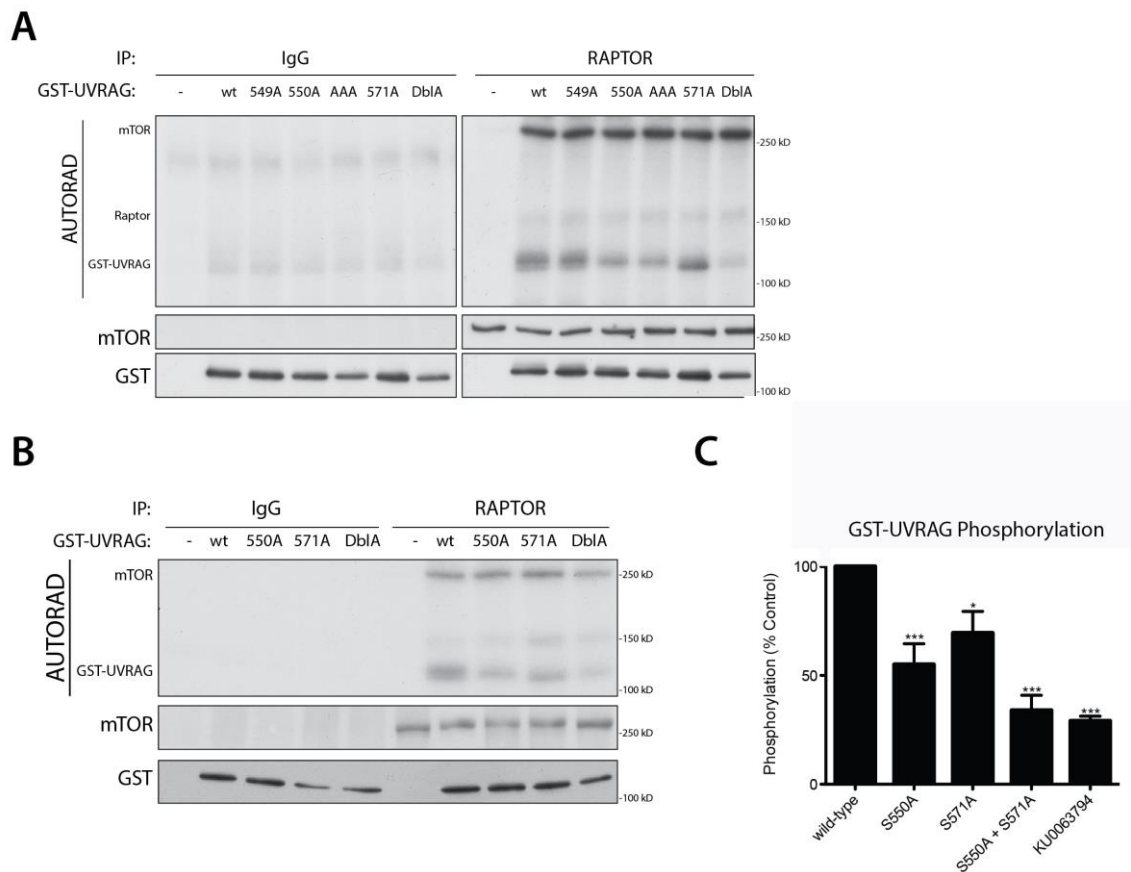 A
IP: IgG RAPTOR
GST-UVRAG: - wt 549A 550A AAA 571A DblA - wt 549A 550A AAA 571A DblA
AUTORAD
mTOR
-250 kD
Raptor
-150 kD
GST-UVRAG
-100 kD
mTOR
-250 kD
GST
-100 kD
B
IP: IgG RAPTOR
GST-UVRAG: - wt 550A 571A DblA - wt 550A 571A DblA
AUTORAD
mTOR -250 kD
-150 kD
GST-UVRAG
-100 kD
mTOR
-250 kD
GST
-100 kD
C
GST-UVRAG Phosphorylation
Phosphorylation (% Control)
100
50
0
***
*
***
***
wild-type
S550A
S571A
S550A + S571A
KU0063794